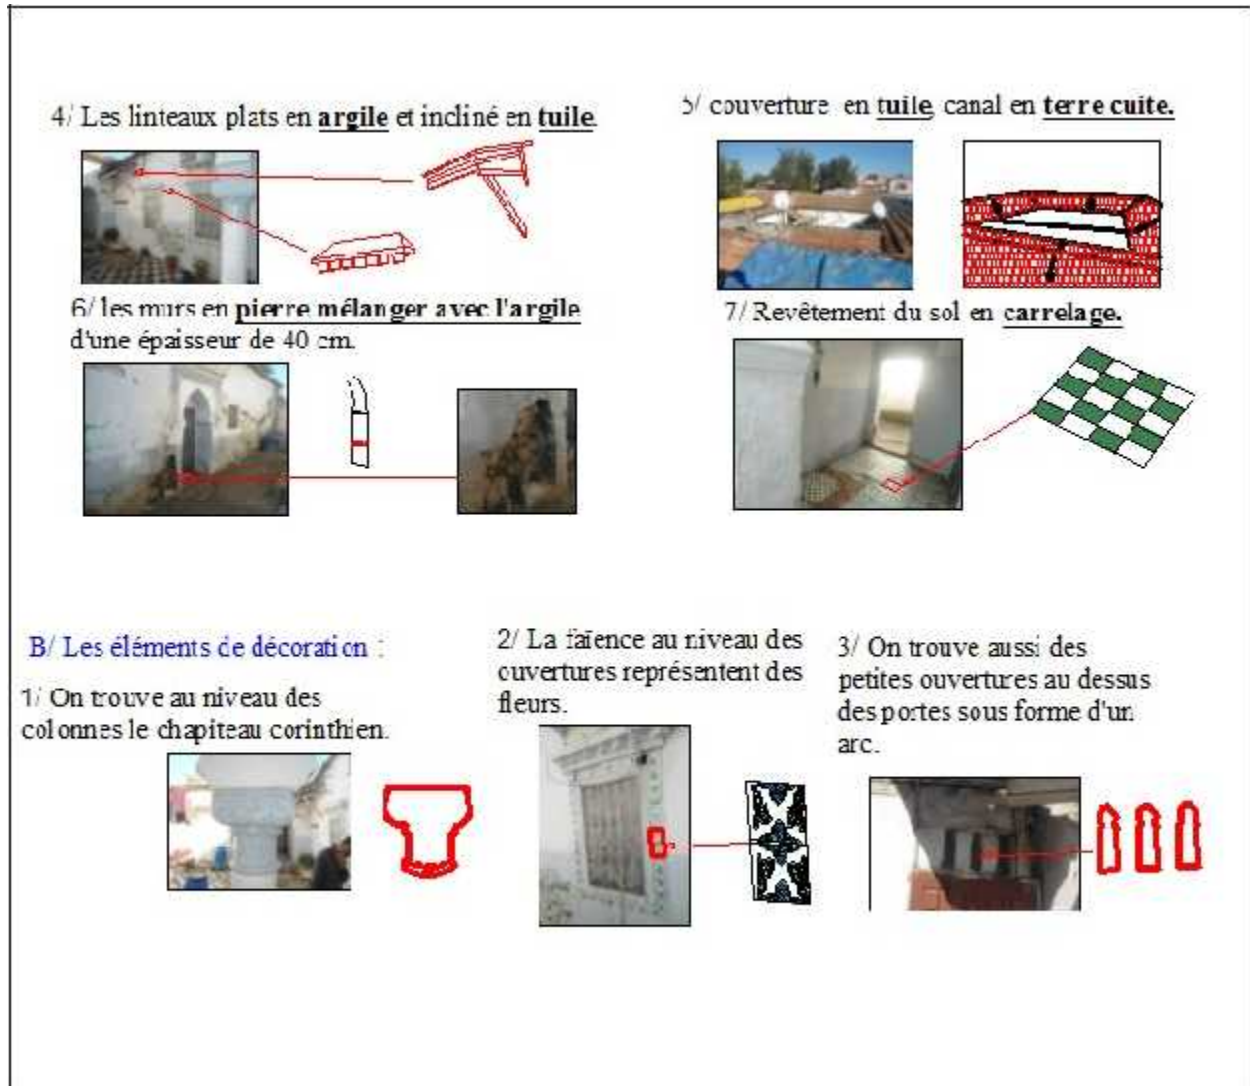 4/ Les linteaux plats en argile et incliné en tuile.
5/ couverture en tuile, canal en terre cuite.
6/ les murs en pierre mélanger avec l'argile
d'une épaisseur de 40 cm.
7/ Revêtement du sol en carrelage.
B/ Les éléments de décoration :
1/ On trouve au niveau des
colonnes le chapiteau corinthien.
2/ La faïence au niveau des
ouvertures représentent des
fleurs.
3/ On trouve aussi des
petites ouvertures au dessus
des portes sous forme d'un
arc.